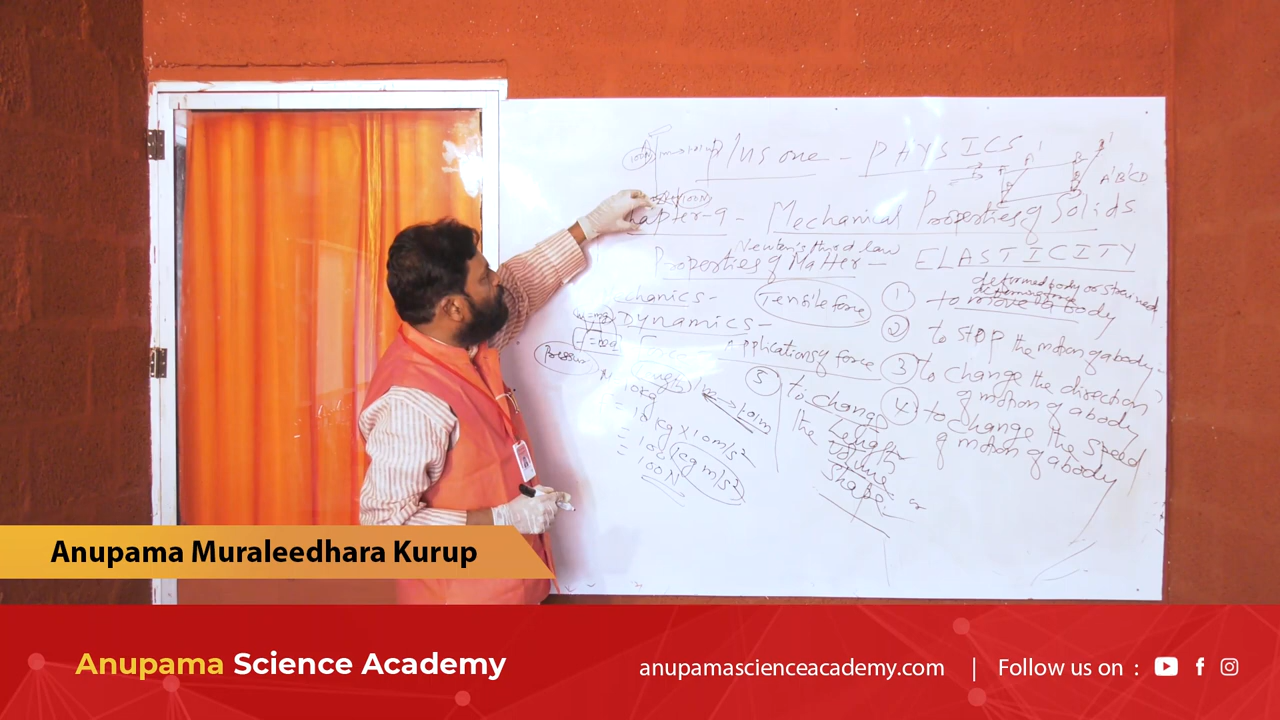 Plus one - PHYSICS
A'
B'
A'B'CD
Chapter-9 - Mechanical Properties of Solids
Newton's third law
Properties of Matter - ELASTICITY
Tensile force
deformed body or strained
① to move a body
Dynamics -
② to stop the motion of a body
Applications of force
③ to change the direction
of motion of a body
④ to change the speed
of motion of a body
⑤ to change
the Length
Volume
Shape
Pressure
10kg
= 10 kg x 10 m/s²
kg m/s²
= 100N
Anupama Muraleedhara Kurup
Anupama Science Academy
anupamascienceacademy.com | Follow us on :